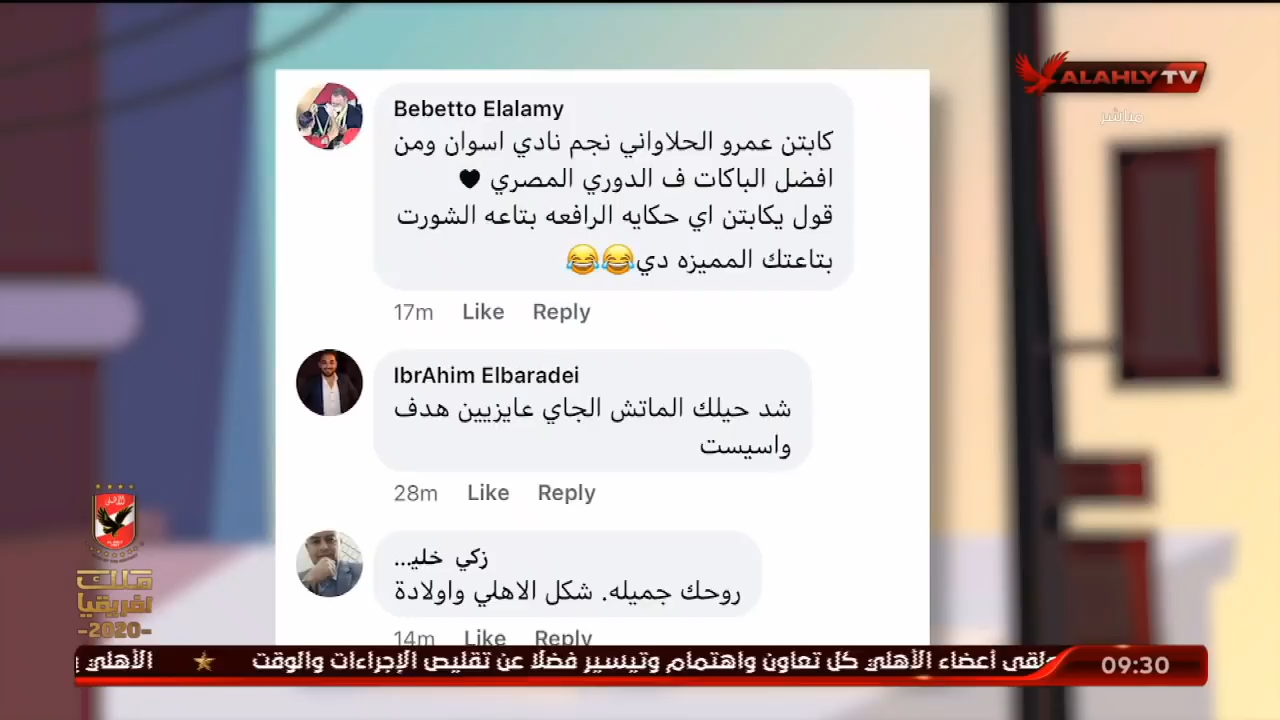 ALAHLY TV
مباشر
Bebetto Elalamy
كابتن عمرو الحلاواني نجم نادي اسوان ومن
افضل الباكات ف الدوري المصري 🖤
قول يكابتن اي حكايه الرافعه بتاعه الشورت
بتاعتك المميزه دي😂😂
17m Like Reply
IbrAhim Elbaradei
شد حيلك الماتش الجاي عايزيين هدف
واسيست
28m Like Reply
زكي خليـ...
روحك جميله. شكل الاهلي واولادة
14m Like Reply
ملك
افريقيا
-2020-
ولقى أعضاء الأهلي كل تعاون واهتمام وتيسير فضلا عن تقليص الإجراءات والوقت ★ الأهلي
09:30